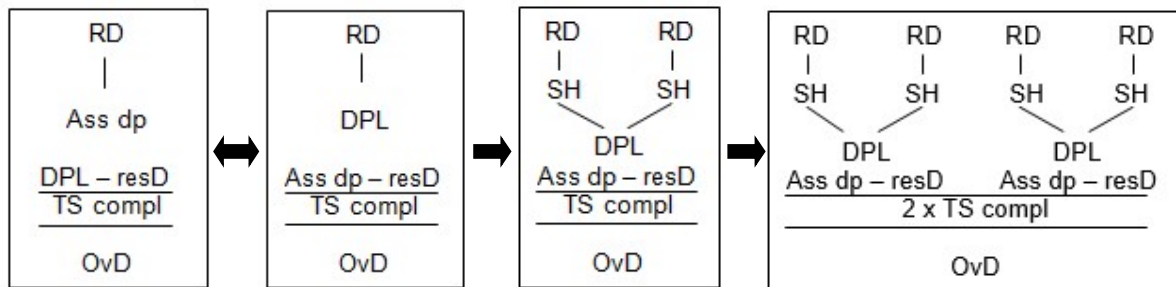 RD
Ass dp
DPL – resD
TS compl
OvD
RD
DPL
Ass dp – resD
TS compl
OvD
RD RD
SH SH
DPL
Ass dp – resD
TS compl
OvD
RD RD RD RD
SH SH SH SH
DPL DPL
Ass dp – resD Ass dp – resD
2 x TS compl
OvD